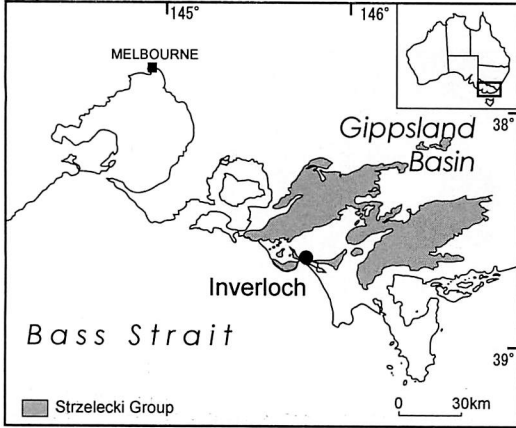 145°
146°
MELBOURNE
38°
Gippsland
Basin
Inverloch
Bass Strait
39°
Strzelecki Group
0 30km